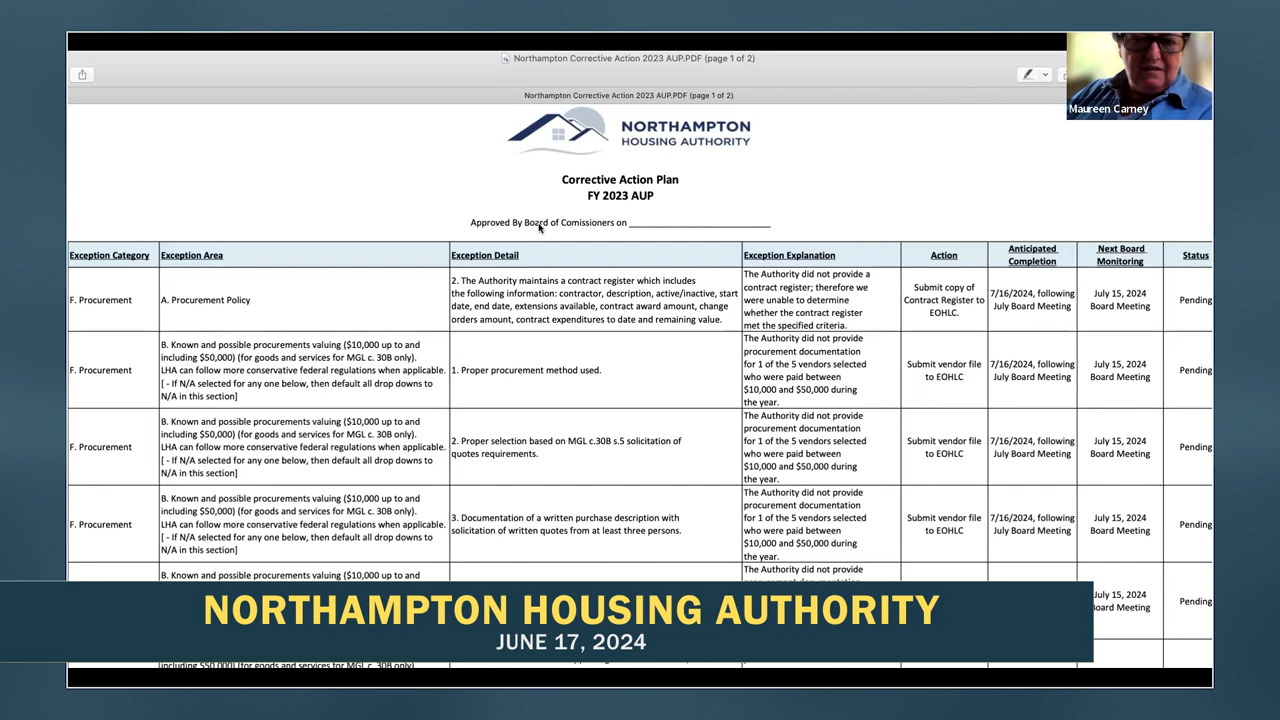 Northampton Corrective Action 2023 AUP.PDF (page 1 of 2)
Northampton Corrective Action 2023 AUP.PDF (page 1 of 2)
Maureen Carney
NORTHAMPTON
HOUSING AUTHORITY
Corrective Action Plan
FY 2023 AUP
Approved By Board of Comissioners on
Exception Category
Exception Area
Exception Detail
Exception Explanation
Action
Anticipated
Completion
Next Board
Monitoring
Status
F. Procurement
A. Procurement Policy
2. The Authority maintains a contract register which includes
the following information: contractor, description, active/inactive, start
date, end date, extensions available, contract award amount, change
orders amount, contract expenditures to date and remaining value.
The Authority did not provide a
contract register; therefore we
were unable to determine
whether the contract register
met the specified criteria.
Submit copy of
Contract Register to
EOHLC.
7/16/2024, following
July Board Meeting
July 15, 2024
Board Meeting
Pending
F. Procurement
B. Known and possible procurements valuing ($10,000 up to and
including $50,000) (for goods and services for MGL c. 30B only).
LHA can follow more conservative federal regulations when applicable.
[ - If N/A selected for any one below, then default all drop downs to
N/A in this section]
1. Proper procurement method used.
The Authority did not provide
procurement documentation
for 1 of the 5 vendors selected
who were paid between
$10,000 and $50,000 during
the year.
Submit vendor file
to EOHLC
7/16/2024, following
July Board Meeting
July 15, 2024
Board Meeting
Pending
F. Procurement
B. Known and possible procurements valuing ($10,000 up to and
including $50,000) (for goods and services for MGL c. 30B only).
LHA can follow more conservative federal regulations when applicable.
[ - If N/A selected for any one below, then default all drop downs to
N/A in this section]
2. Proper selection based on MGL c.30B s.5 solicitation of
quotes requirements.
The Authority did not provide
procurement documentation
for 1 of the 5 vendors selected
who were paid between
$10,000 and $50,000 during
the year.
Submit vendor file
to EOHLC
7/16/2024, following
July Board Meeting
July 15, 2024
Board Meeting
Pending
F. Procurement
B. Known and possible procurements valuing ($10,000 up to and
including $50,000) (for goods and services for MGL c. 30B only).
LHA can follow more conservative federal regulations when applicable.
[ - If N/A selected for any one below, then default all drop downs to
N/A in this section]
3. Documentation of a written purchase description with
solicitation of written quotes from at least three persons.
The Authority did not provide
procurement documentation
for 1 of the 5 vendors selected
who were paid between
$10,000 and $50,000 during
the year.
Submit vendor file
to EOHLC
7/16/2024, following
July Board Meeting
July 15, 2024
Board Meeting
Pending
B. Known and possible procurements valuing ($10,000 up to and
The Authority did not provide
July 15, 2024
Board Meeting
Pending
NORTHAMPTON HOUSING AUTHORITY
JUNE 17, 2024
including $50,000) (for goods and services for MGL c. 30B only).